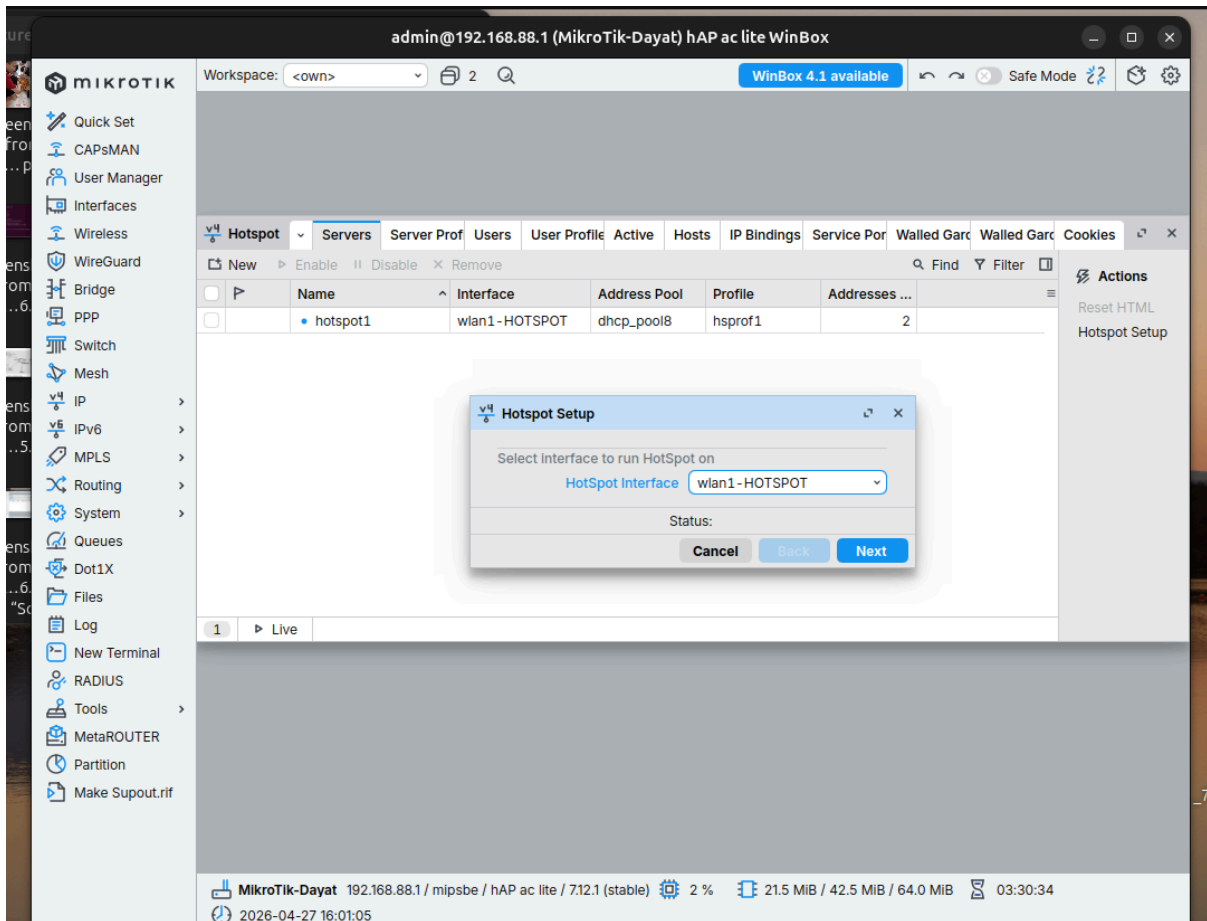 admin@192.168.88.1 (MikroTik-Dayat) hAP ac lite WinBox
MIKROTIK
Workspace: <own> 2 WinBox 4.1 available Safe Mode
Quick Set
CAPsMAN
User Manager
Interfaces
Wireless
WireGuard
Bridge
PPP
Switch
Mesh
IP
IPv6
MPLS
Routing
System
Queues
Dot1X
Files
Log
New Terminal
RADIUS
Tools
MetaROUTER
Partition
Make Supout.rif
Hotspot Servers Server Prof Users User Profile Active Hosts IP Bindings Service Por Walled Gard Walled Gard Cookies
New Enable Disable Remove Find Filter
Name Interface Address Pool Profile Addresses ...
hotspot1 wlan1-HOTSPOT dhcp_pool8 hsprof1 2
Actions
Reset HTML
Hotspot Setup
Hotspot Setup
Select interface to run HotSpot on
HotSpot Interface wlan1-HOTSPOT
Status:
Cancel Back Next
1 Live
MikroTik-Dayat 192.168.88.1 / mipsbe / hAP ac lite / 7.12.1 (stable) 2 % 21.5 MiB / 42.5 MiB / 64.0 MiB 03:30:34
2026-04-27 16:01:05